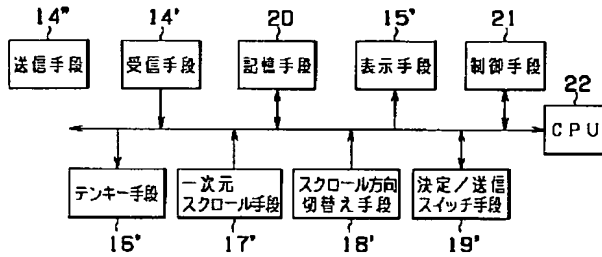 14" 14' 20 15' 21
送信手段 受信手段 記憶手段 表示手段 制御手段
22
CPU
テンキー手段 一次元スクロール手段 スクロール方向切替え手段 決定/送信スイッチ手段
16' 17' 18' 19'